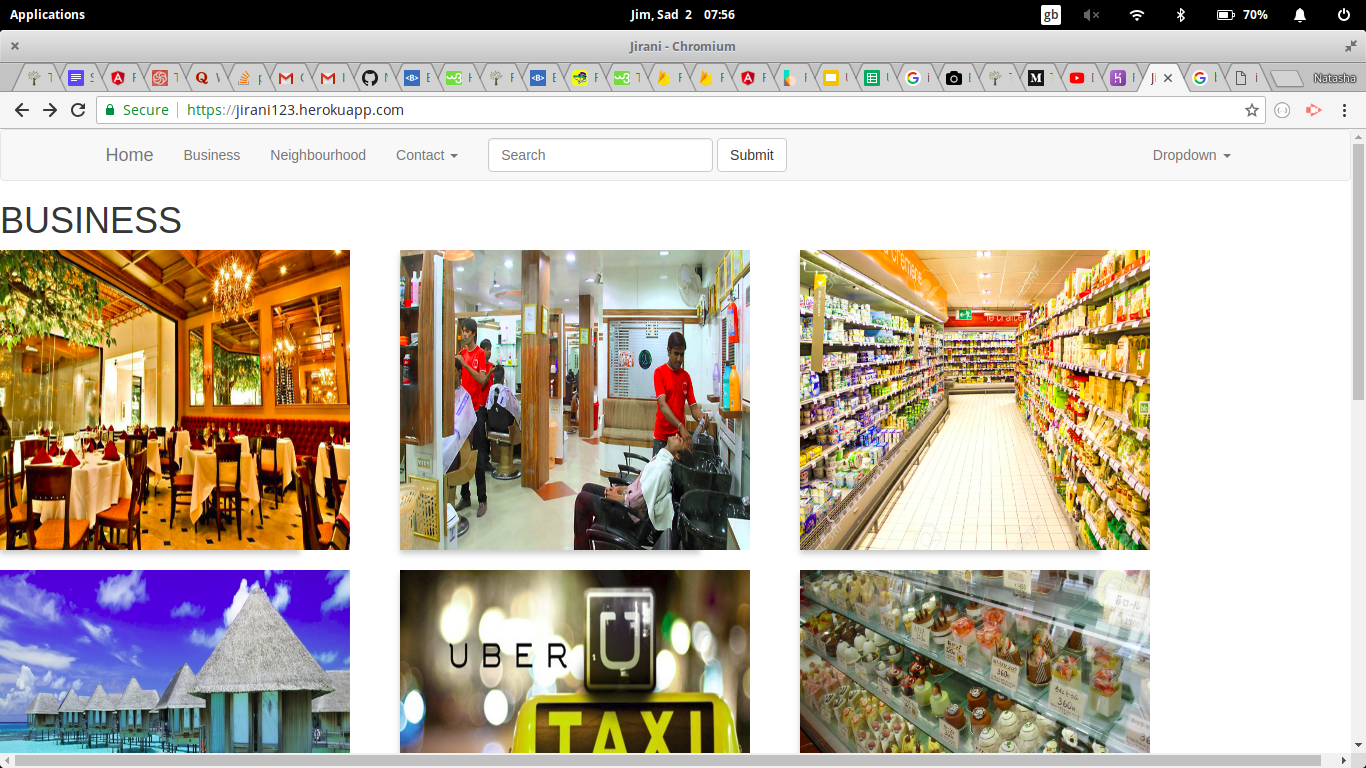 Applications
Jim, Sad 2 07:56
gb
70%
Jirani - Chromium
Natasha
Secure
https://jirani123.herokuapp.com
Home
Business
Neighbourhood
Contact
Search
Submit
Dropdown
BUSINESS
UBER
TAXI